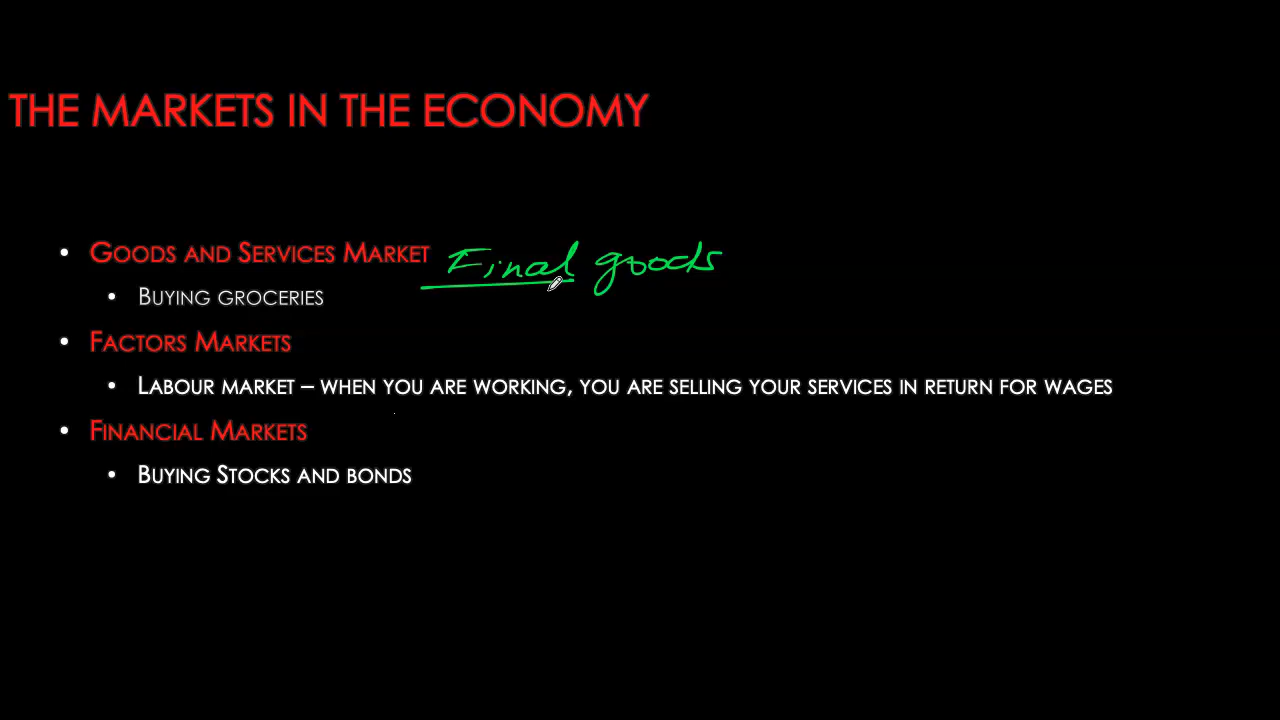 THE MARKETS IN THE ECONOMY
• GOODS AND SERVICES MARKET Final goods
• BUYING GROCERIES
• FACTORS MARKETS
• LABOUR MARKET – WHEN YOU ARE WORKING, YOU ARE SELLING YOUR SERVICES IN RETURN FOR WAGES
• FINANCIAL MARKETS
• BUYING STOCKS AND BONDS